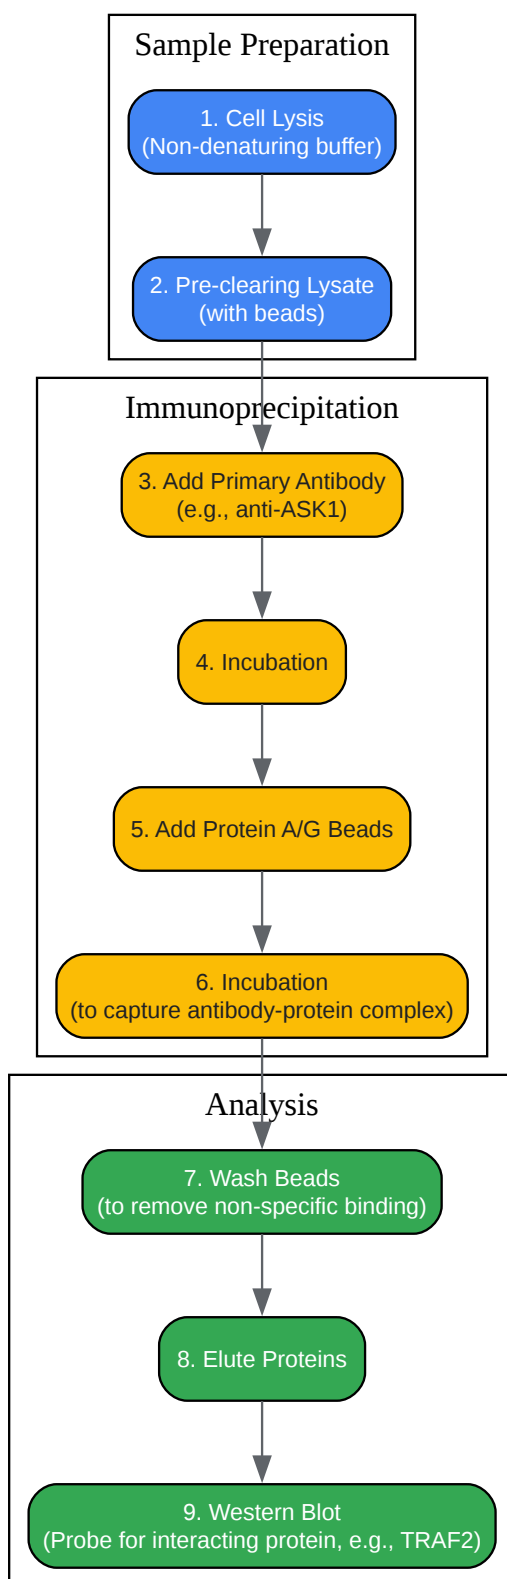 Sample Preparation
1. Cell Lysis
(Non-denaturing buffer)
2. Pre-clearing Lysate
(with beads)
Immunoprecipitation
3. Add Primary Antibody
(e.g., anti-ASK1)
4. Incubation
5. Add Protein A/G Beads
6. Incubation
(to capture antibody-protein complex)
Analysis
7. Wash Beads
(to remove non-specific binding)
8. Elute Proteins
9. Western Blot
(Probe for interacting protein, e.g., TRAF2)